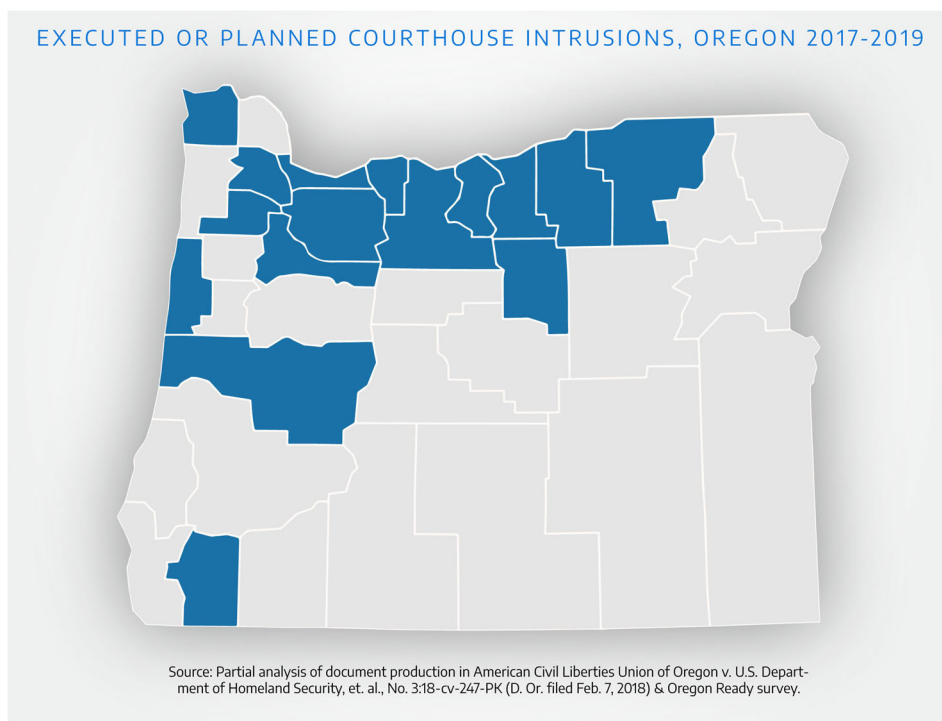 EXECUTED OR PLANNED COURTHOUSE INTRUSIONS, OREGON 2017-2019
Source: Partial analysis of document production in American Civil Liberties Union of Oregon v. U.S. Depart-
ment of Homeland Security, et. al., No. 3:18-cv-247-PK (D. Or. filed Feb. 7, 2018) & Oregon Ready survey.